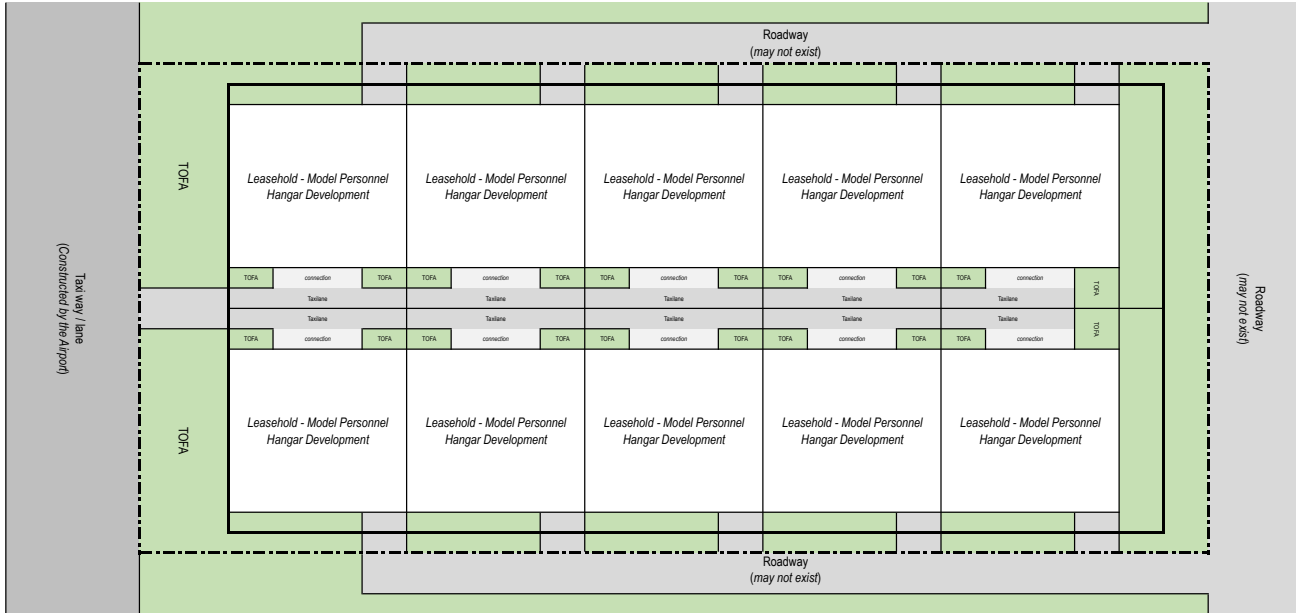 Roadway
(may not exist)
TOFA
Leasehold - Model Personnel
Hangar Development
Leasehold - Model Personnel
Hangar Development
Leasehold - Model Personnel
Hangar Development
Leasehold - Model Personnel
Hangar Development
Leasehold - Model Personnel
Hangar Development
Taxi way / lane
(Constructed by the Airport)
Roadway
(may not exist)
TOFA
connection
TOFA
TOFA
connection
TOFA
TOFA
connection
TOFA
TOFA
connection
TOFA
TOFA
connection
TOFA
Taxilane
Taxilane
Taxilane
Taxilane
Taxilane
Taxilane
Taxilane
Taxilane
Taxilane
Taxilane
TOFA
connection
TOFA
TOFA
connection
TOFA
TOFA
connection
TOFA
TOFA
connection
TOFA
TOFA
connection
TOFA
TOFA
Leasehold - Model Personnel
Hangar Development
Leasehold - Model Personnel
Hangar Development
Leasehold - Model Personnel
Hangar Development
Leasehold - Model Personnel
Hangar Development
Leasehold - Model Personnel
Hangar Development
Roadway
(may not exist)